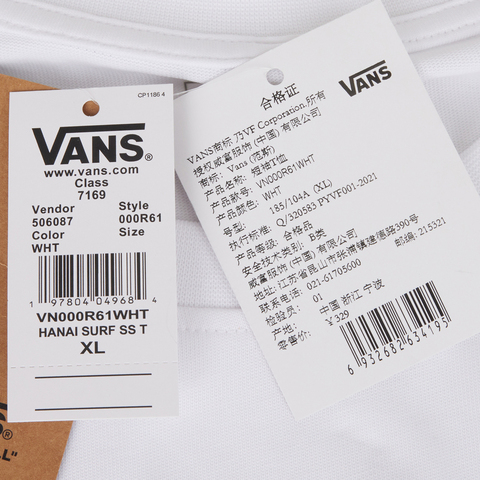 CP1186 4
VANS®
www.vans.com
Class
7169
Vendor Style
506087 000R61
Color Size
WHT
1 97804 04968 4
VN000R61WHT
HANAI SURF SS T
XL
VANS
合格证
VANS商标 乃VF Corporation.所有
授权威富服饰(中国)有限公司
商标: Vans (范斯)
产品名称: 短袖T恤
产品款号: VN000R61WHT
产品颜色: WHT
号型: 185/104A (XL)
执行标准: Q/320583 PYVF001-2021
产品等级: 合格品
安全技术类别: B类
威富服饰(中国)有限公司
地址: 江苏省昆山市张浦镇建德路390号
联系电话: 021-61705600 邮编: 215321
检验员: 01
产地: 中国 浙江 宁波
零售价: ¥329
6 932682 634195
®
LL"